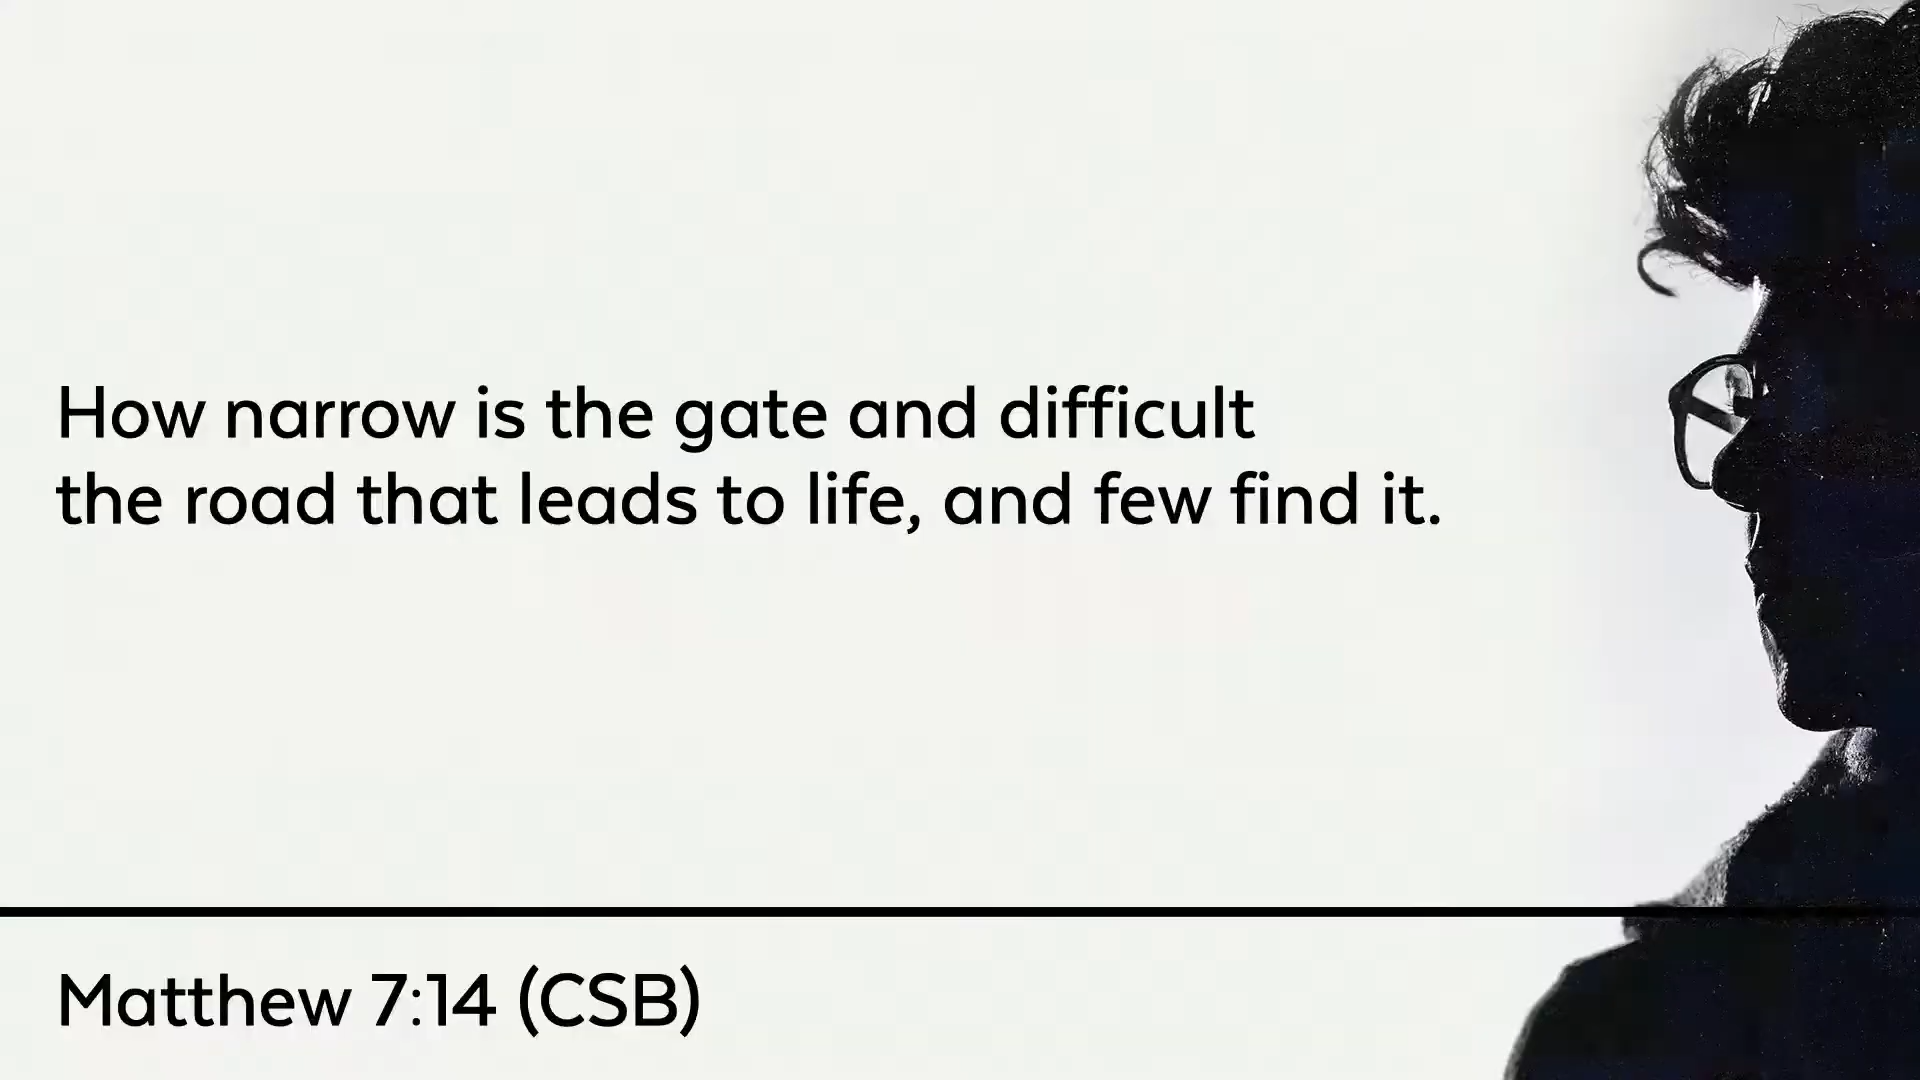 How narrow is the gate and difficult
the road that leads to life, and few find it.
Matthew 7:14 (CSB)